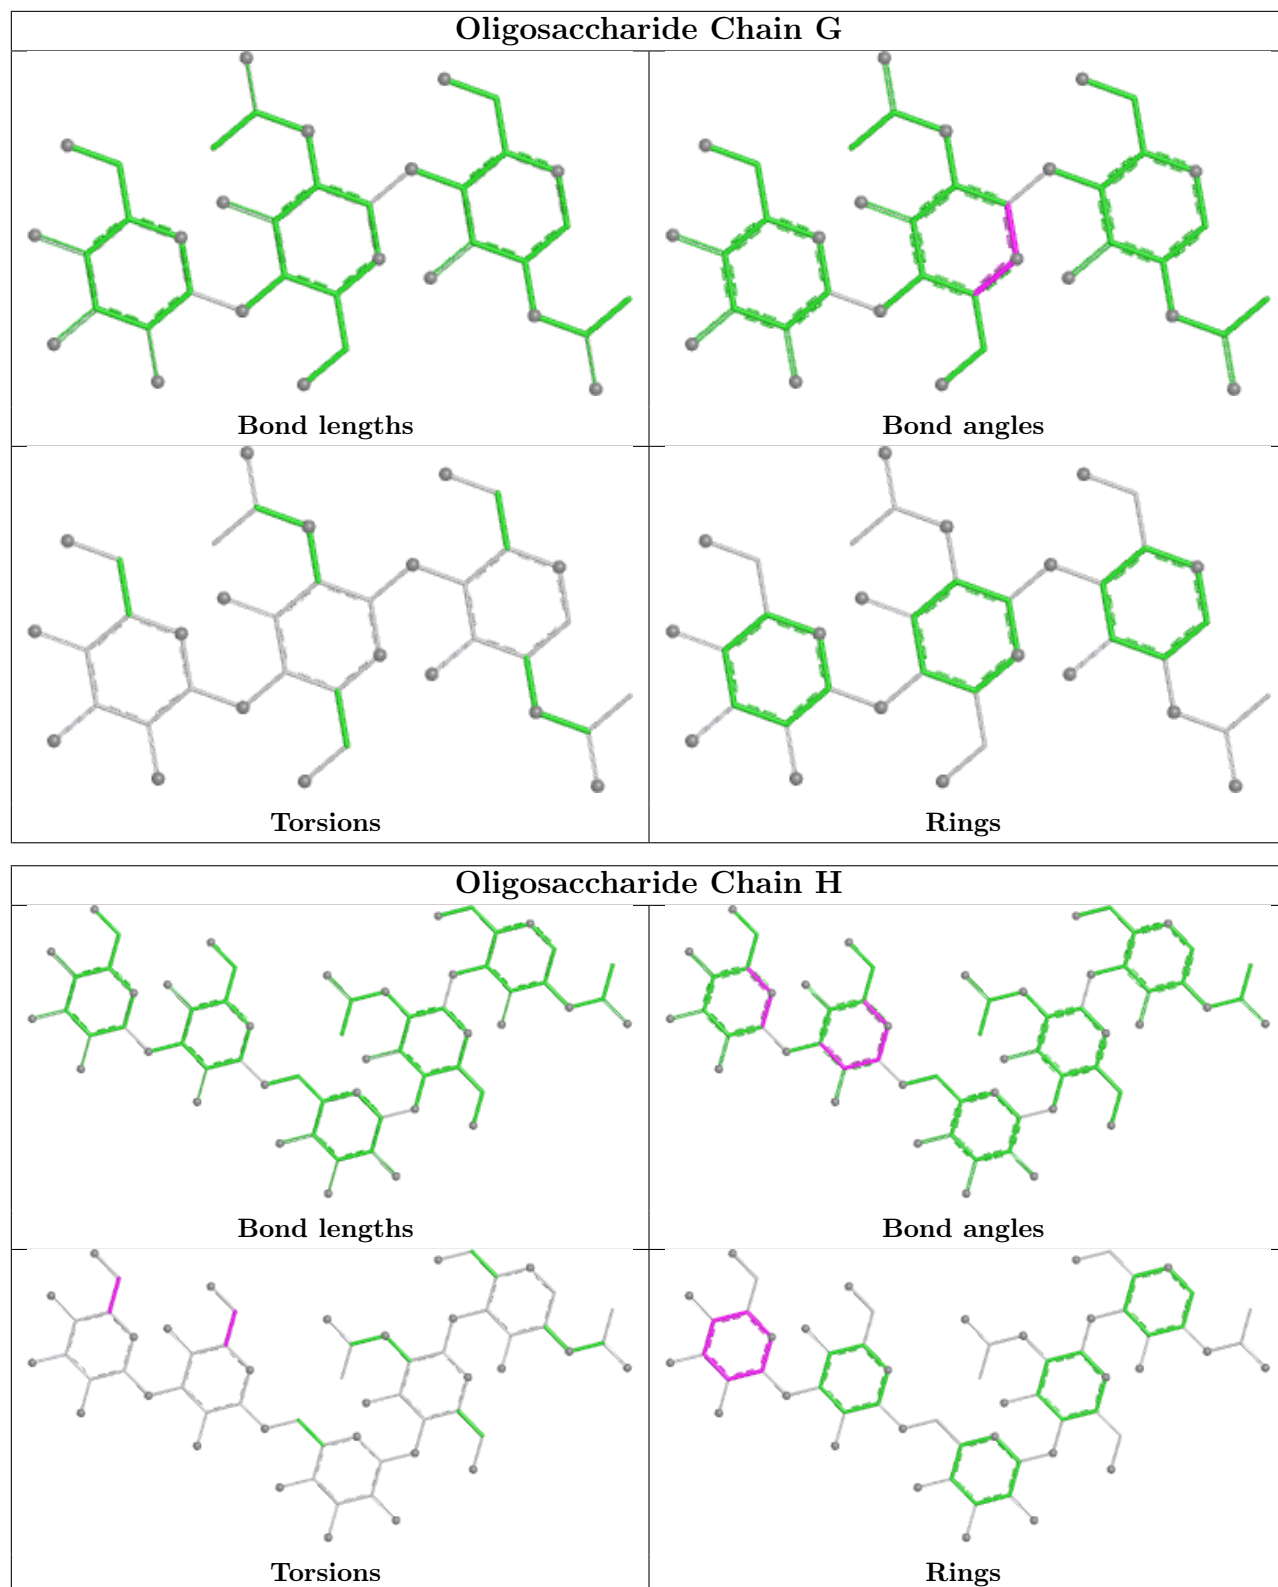 Oligosaccharide Chain G
Bond lengths
Bond angles
Torsions
Rings
Oligosaccharide Chain H
Bond lengths
Bond angles
Torsions
Rings